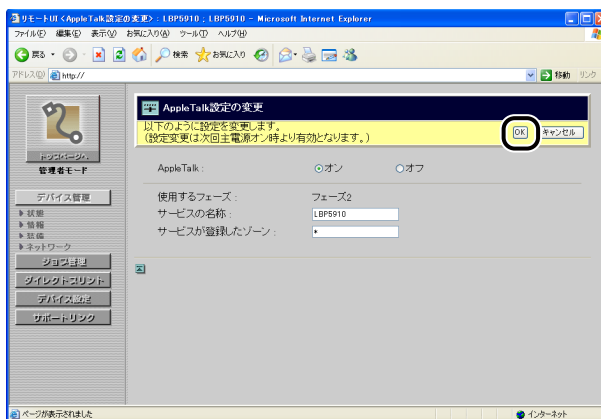 リモートUI <AppleTalk設定の変更> : LBP5910 ; LBP5910 - Microsoft Internet Explorer
ファイル(F) 編集(E) 表示(V) お気に入り(A) ツール(T) ヘルプ(H)
戻る 検索 お気に入り
アドレス(D) http:// 移動 リンク
AppleTalk設定の変更
以下のように設定を変更します。
(設定変更は次回主電源オン時より有効となります。)
OK キャンセル
トップページへ
管理者モード
デバイス管理
状態
情報
装備
ネットワーク
ジョブ管理
ダイレクトプリント
デバイス設定
サポートリンク
AppleTalk : オン オフ
使用するフェーズ : フェーズ2
サービスの名称 : LBP5910
サービスが登録したゾーン : *
ページが表示されました インターネット